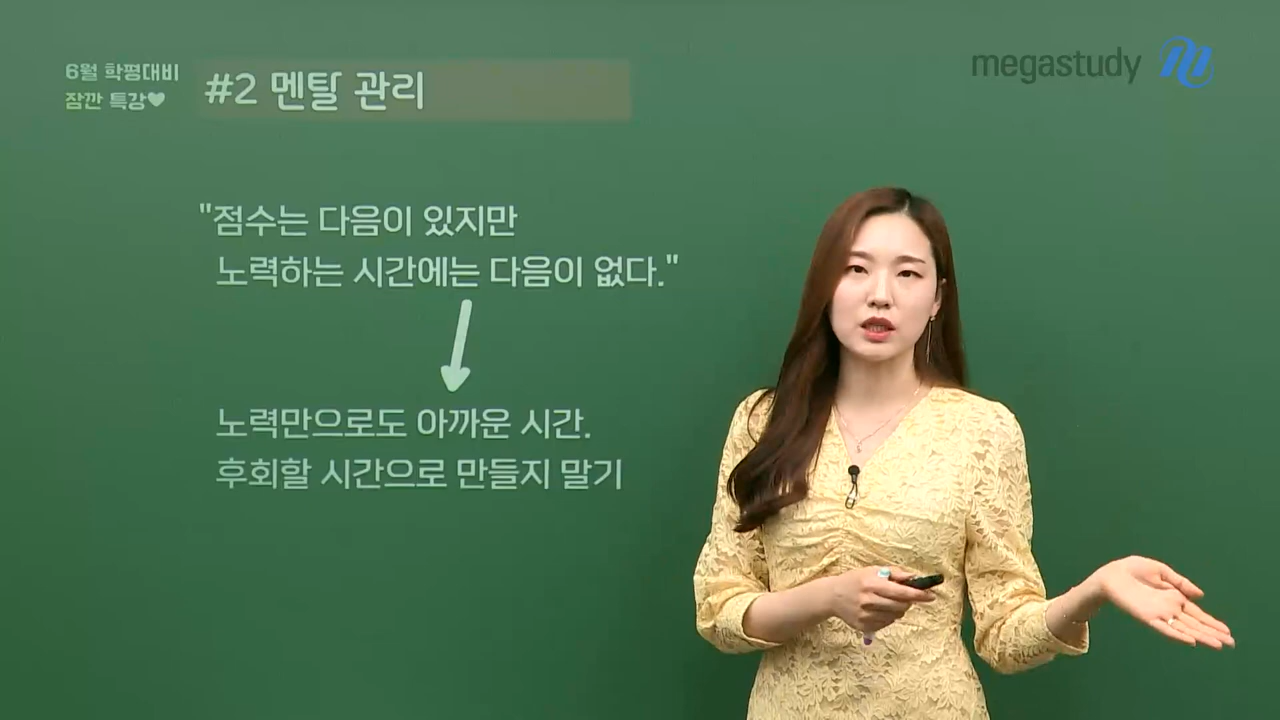 6월 학평대비
잠깐 특강♥
#2 멘탈 관리
megastudy
"점수는 다음이 있지만
노력하는 시간에는 다음이 없다."
노력만으로도 아까운 시간.
후회할 시간으로 만들지 말기